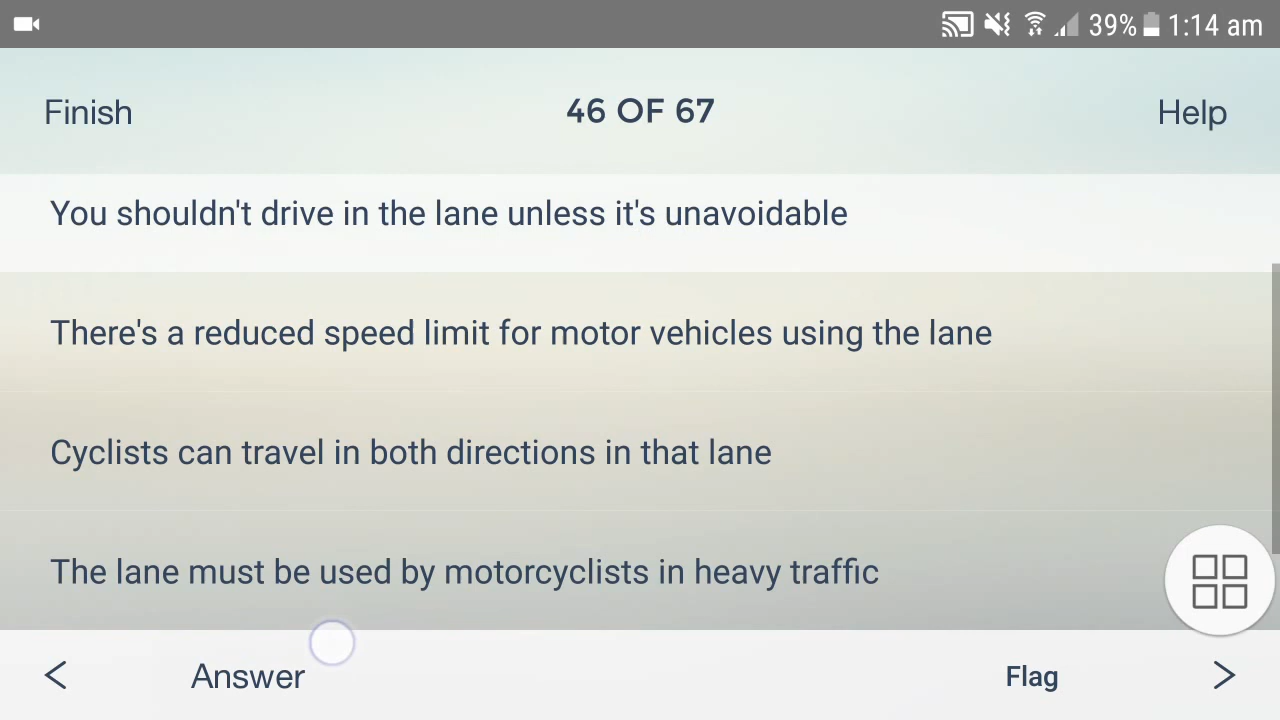 39% 1:14 am
Finish 46 OF 67 Help
You shouldn't drive in the lane unless it's unavoidable
There's a reduced speed limit for motor vehicles using the lane
Cyclists can travel in both directions in that lane
The lane must be used by motorcyclists in heavy traffic
< Answer Flag >